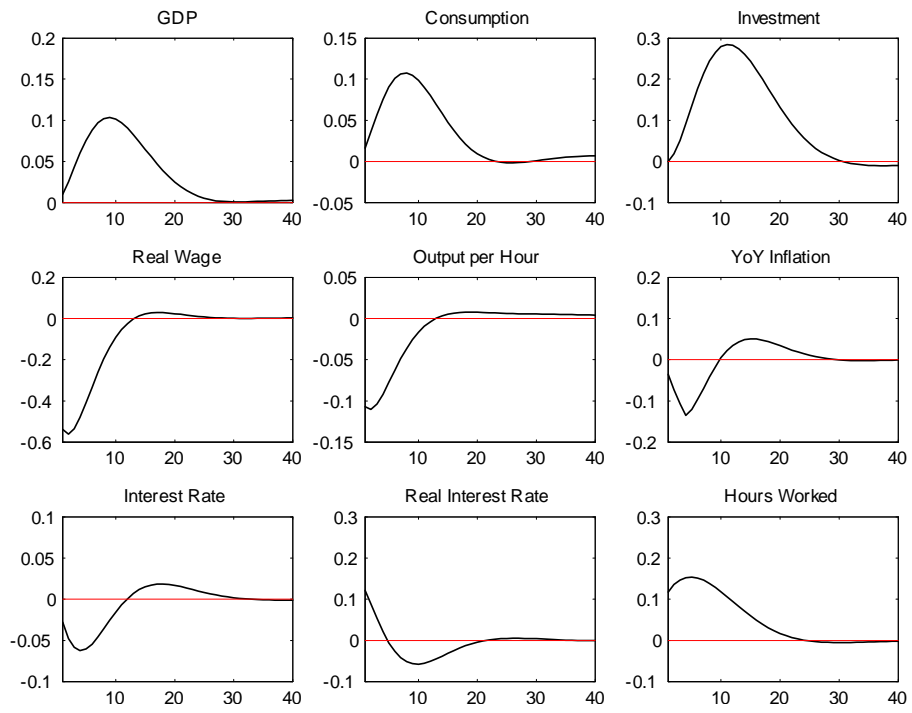 GDP
0.2
0.15
0.1
0.05
0
10 20 30 40
Consumption
0.15
0.1
0.05
0
-0.05
10 20 30 40
Investment
0.3
0.2
0.1
0
-0.1
10 20 30 40
Real Wage
0.2
0
-0.2
-0.4
-0.6
10 20 30 40
Output per Hour
0.05
0
-0.05
-0.1
-0.15
10 20 30 40
YoY Inflation
0.2
0.1
0
-0.1
-0.2
10 20 30 40
Interest Rate
0.1
0.05
0
-0.05
-0.1
10 20 30 40
Real Interest Rate
0.3
0.2
0.1
0
-0.1
10 20 30 40
Hours Worked
0.3
0.2
0.1
0
-0.1
10 20 30 40